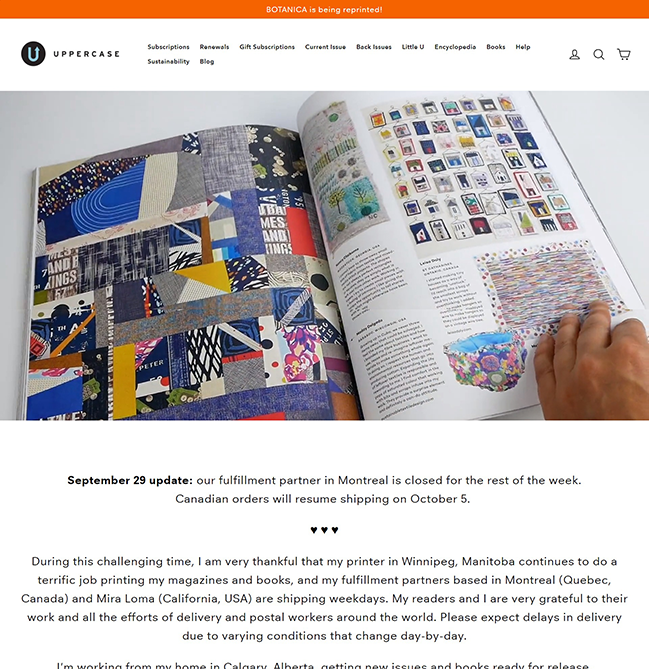 BOTANICA is being reprinted!
UPPERCASE
Subscriptions Renewals Gift Subscriptions Current Issue Back Issues Little U Encyclopedia Books Help
Sustainability Blog
September 29 update: our fulfillment partner in Montreal is closed for the rest of the week.
Canadian orders will resume shipping on October 5.
♥ ♥ ♥
During this challenging time, I am very thankful that my printer in Winnipeg, Manitoba continues to do a
terrific job printing my magazines and books, and my fulfillment partners based in Montreal (Quebec,
Canada) and Mira Loma (California, USA) are shipping weekdays. My readers and I are very grateful to their
work and all the efforts of delivery and postal workers around the world. Please expect delays in delivery
due to varying conditions that change day-by-day.
I'm working from my home in Calgary, Alberta, getting new issues and books ready for release.